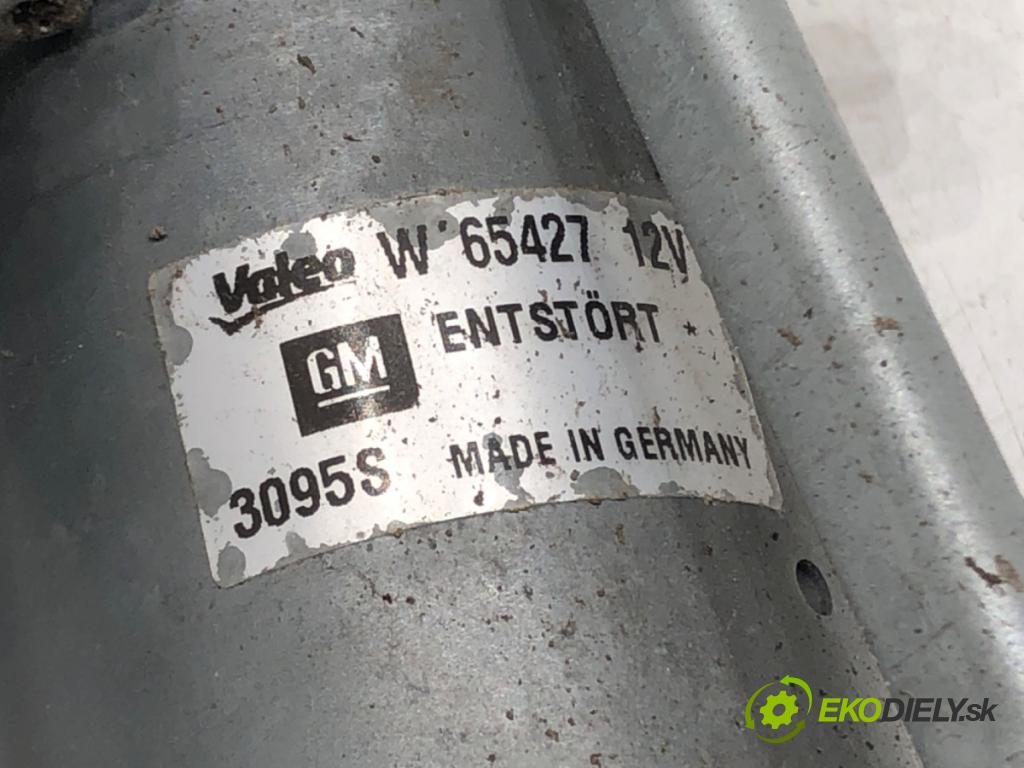 Valeo W 65427 12V
GM ENTSTÖRT *
3095S MADE IN GERMANY
EKODIELY.sk